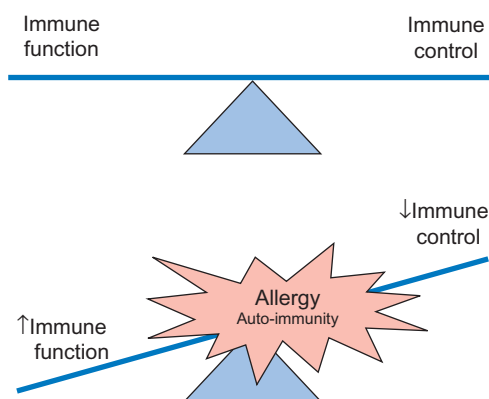 Immune
function
Immune
control
↓Immune
control
Allergy
Auto-immunity
↑Immune
function